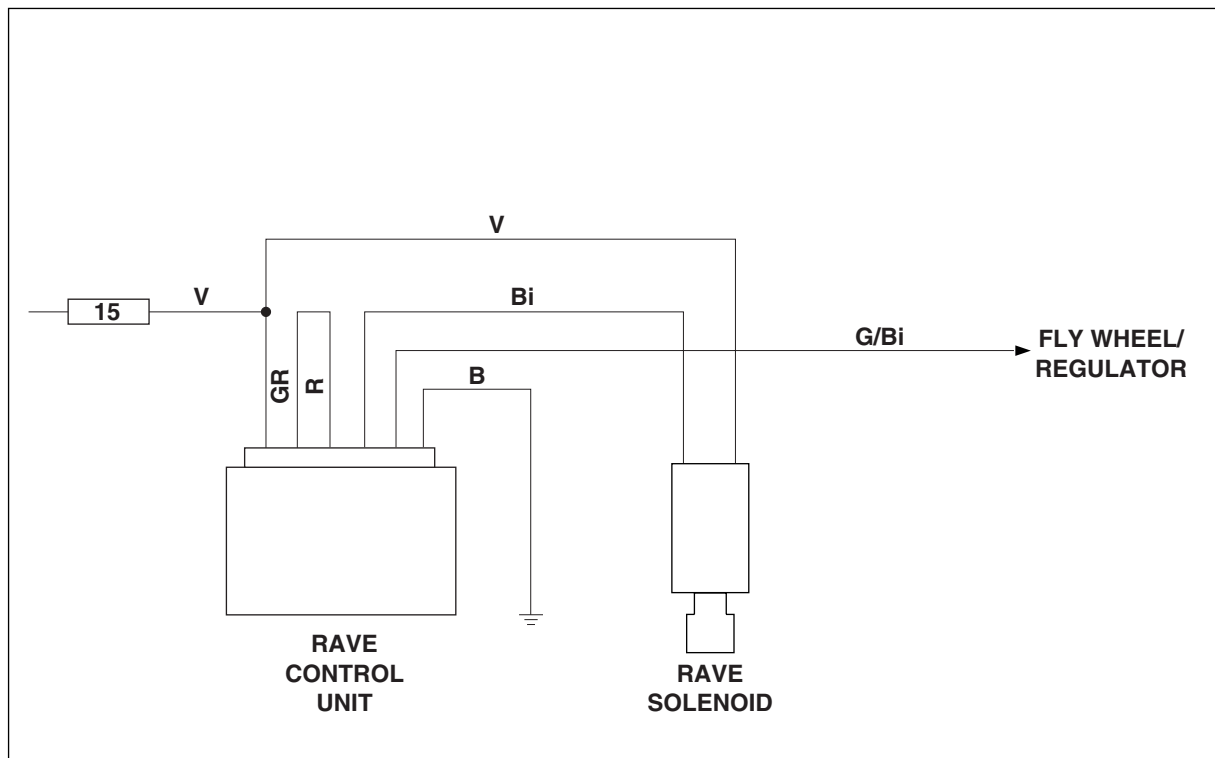 V
15
V
Bi
G/Bi
FLY WHEEL/
REGULATOR
GR
R
B
RAVE
CONTROL
UNIT
RAVE
SOLENOID